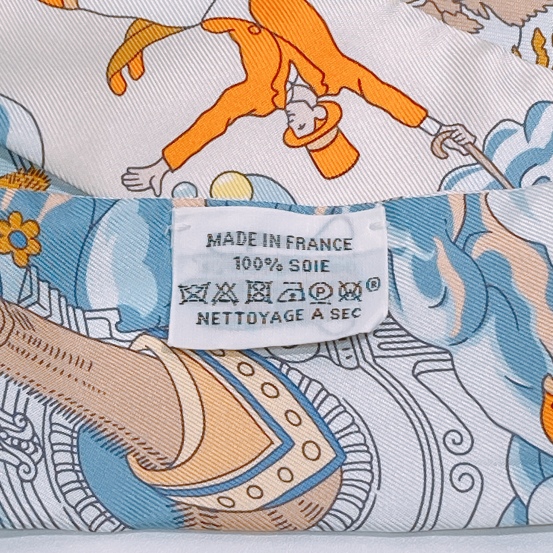 MADE IN FRANCE
100% SOIE
P ®
NETTOYAGE A SEC